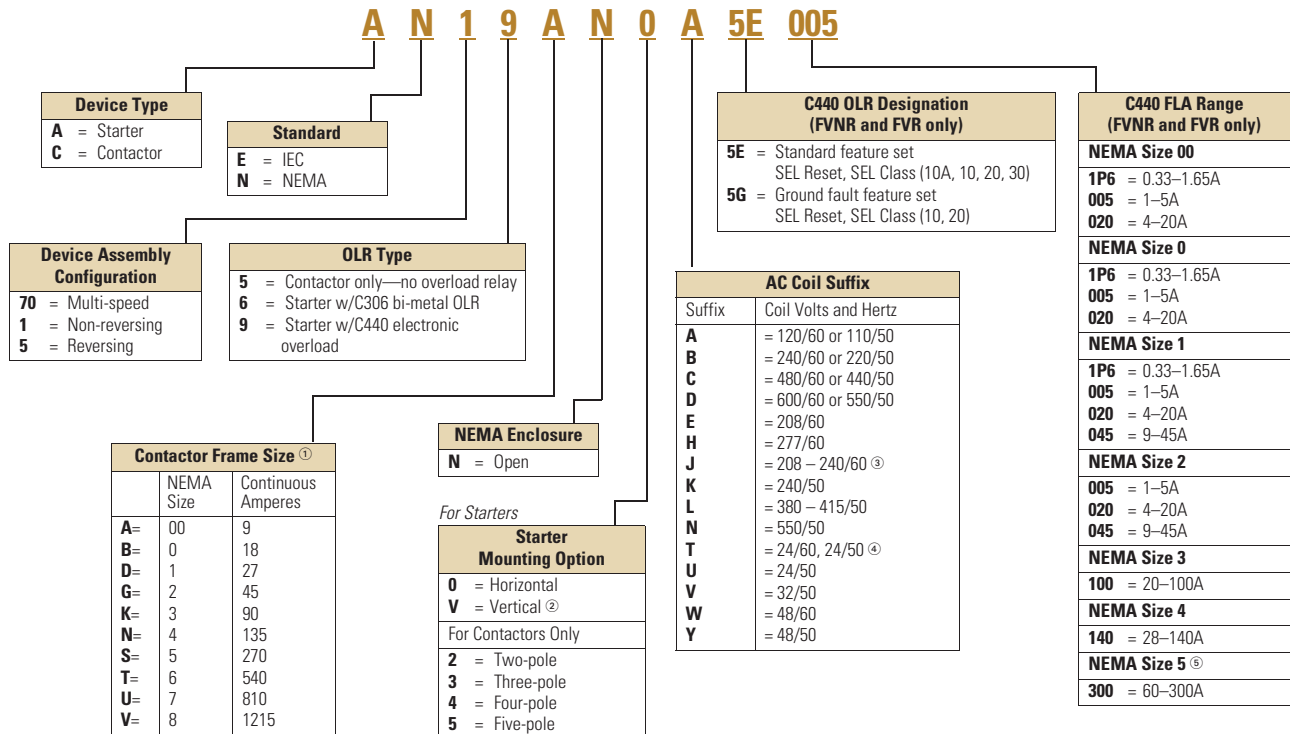 A N 1 9 A N 0 A 5E 005
Device Type
A = Starter
C = Contactor
Standard
E = IEC
N = NEMA
Device Assembly
Configuration
70 = Multi-speed
1 = Non-reversing
5 = Reversing
OLR Type
5 = Contactor only—no overload relay
6 = Starter w/C306 bi-metal OLR
9 = Starter w/C440 electronic
overload
Contactor Frame Size ①
NEMA
Size
Continuous
Amperes
A= 00 9
B= 0 18
D= 1 27
G= 2 45
K= 3 90
N= 4 135
S= 5 270
T= 6 540
U= 7 810
V= 8 1215
NEMA Enclosure
N = Open
For Starters
Starter
Mounting Option
0 = Horizontal
V = Vertical ②
For Contactors Only
2 = Two-pole
3 = Three-pole
4 = Four-pole
5 = Five-pole
AC Coil Suffix
Suffix Coil Volts and Hertz
A = 120/60 or 110/50
B = 240/60 or 220/50
C = 480/60 or 440/50
D = 600/60 or 550/50
E = 208/60
H = 277/60
J = 208 – 240/60 ③
K = 240/50
L = 380 – 415/50
N = 550/50
T = 24/60, 24/50 ④
U = 24/50
V = 32/50
W = 48/60
Y = 48/50
C440 OLR Designation
(FVNR and FVR only)
5E = Standard feature set
SEL Reset, SEL Class (10A, 10, 20, 30)
5G = Ground fault feature set
SEL Reset, SEL Class (10, 20)
C440 FLA Range
(FVNR and FVR only)
NEMA Size 00
1P6 = 0.33–1.65A
005 = 1–5A
020 = 4–20A
NEMA Size 0
1P6 = 0.33–1.65A
005 = 1–5A
020 = 4–20A
NEMA Size 1
1P6 = 0.33–1.65A
005 = 1–5A
020 = 4–20A
045 = 9–45A
NEMA Size 2
005 = 1–5A
020 = 4–20A
045 = 9–45A
NEMA Size 3
100 = 20–100A
NEMA Size 4
140 = 28–140A
NEMA Size 5 ⑤
300 = 60–300A